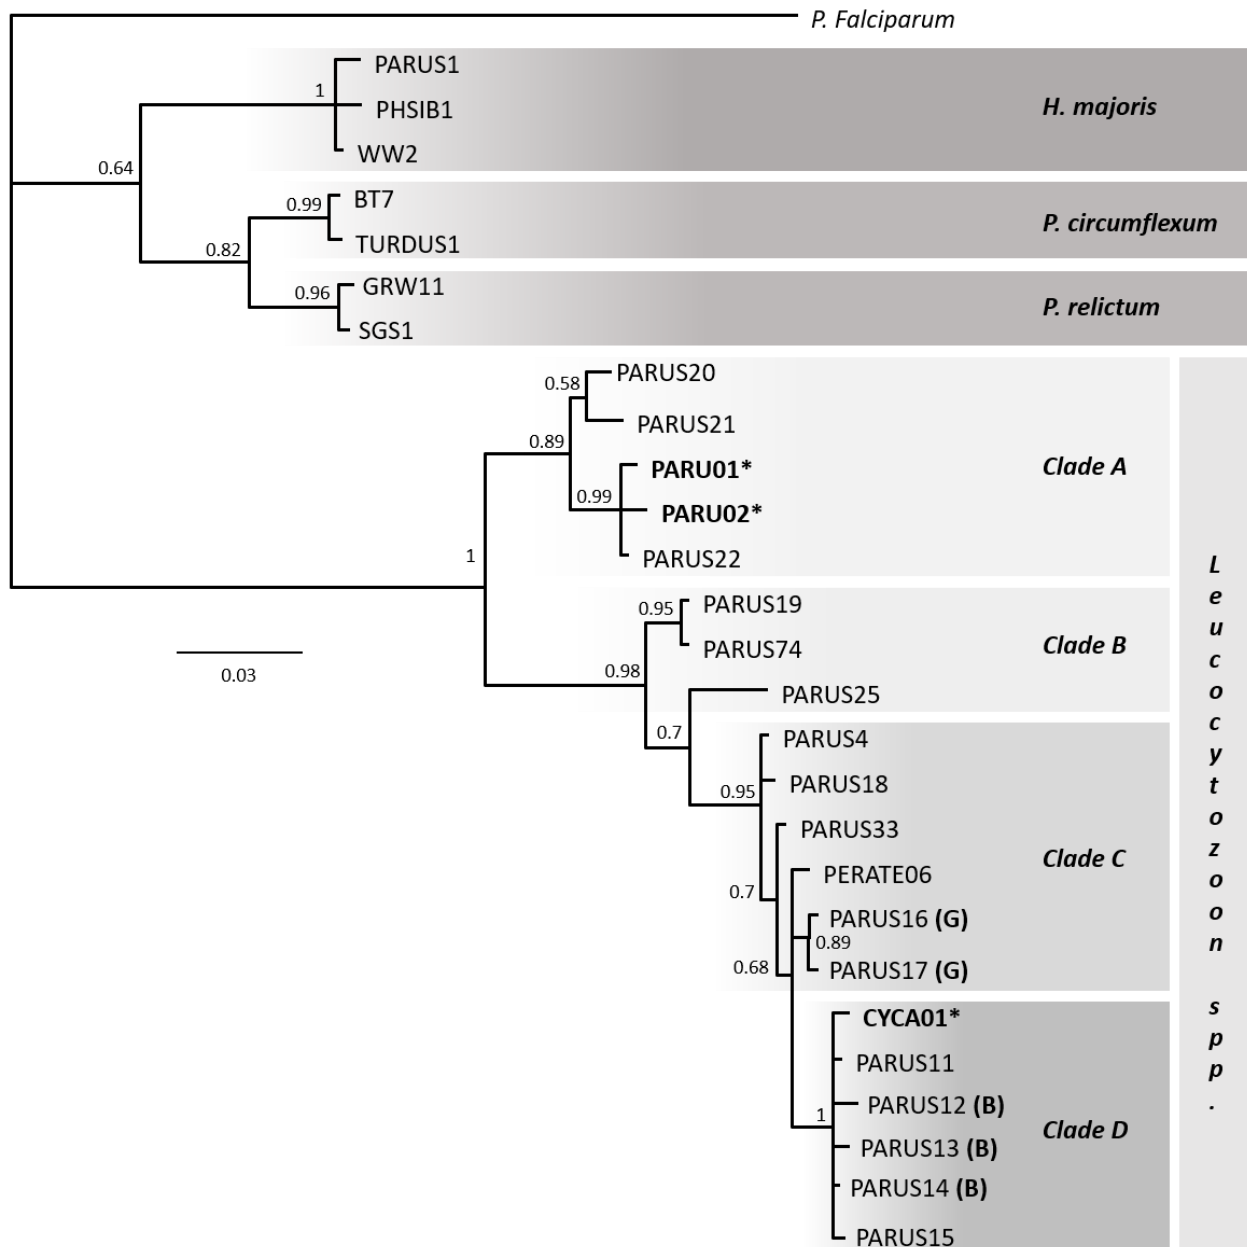 P. Falciparum
PARUS1
1
PHSIB1
H. majoris
WW2
0.64
BT7
0.99
TURDUS1
P. circumflexum
0.82
GRW11
0.96
P. relictum
SGS1
PARUS20
0.58
PARUS21
0.89
PARU01*
Clade A
0.99
PARU02*
PARUS22
1
Leucocytozoon spp.
PARUS19
0.95
PARUS74
Clade B
0.98
0.03
PARUS25
0.7
PARUS4
PARUS18
0.95
PARUS33
Clade C
PERATE06
0.7
PARUS16 (G)
0.89
PARUS17 (G)
0.68
CYCA01*
PARUS11
PARUS12 (B)
1
Clade D
PARUS13 (B)
PARUS14 (B)
PARUS15